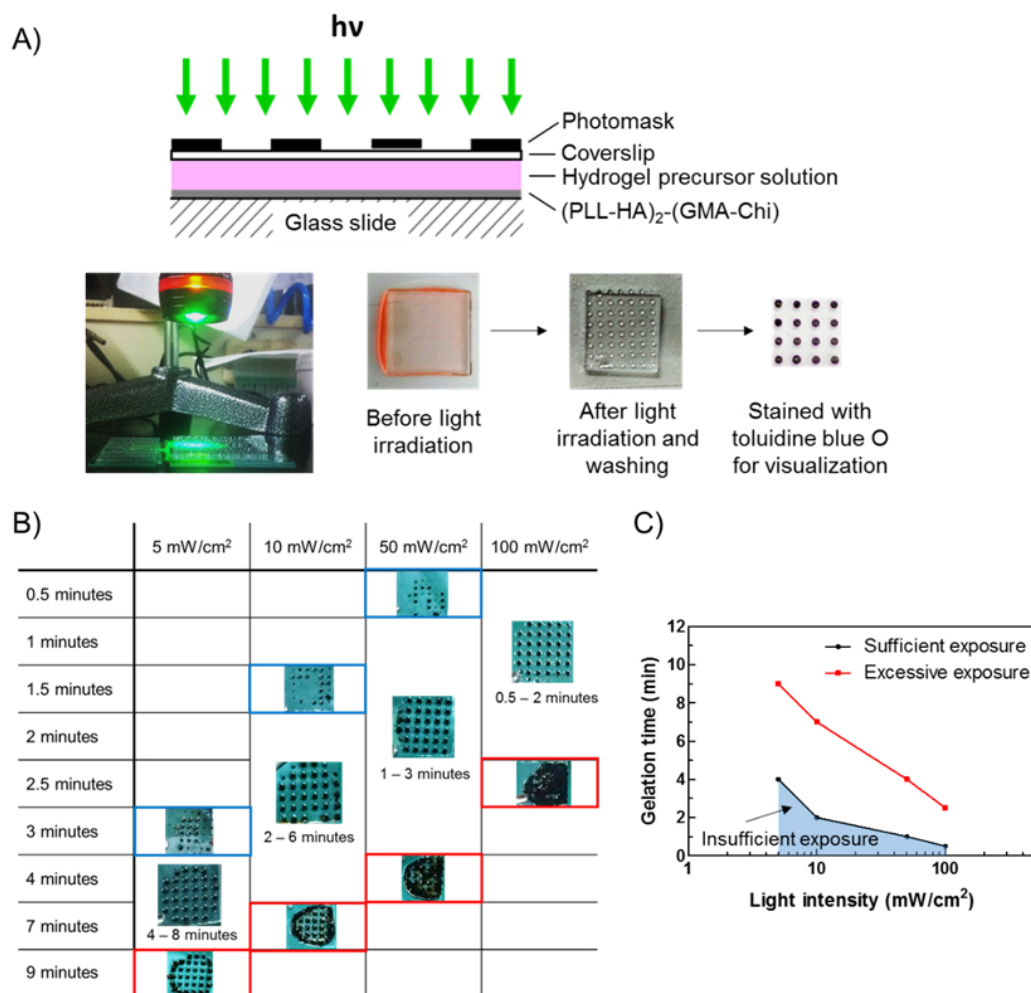 A)
hν
Photomask
Coverslip
Hydrogel precursor solution
(PLL-HA)₂-(GMA-Chi)
Glass slide
Before light
irradiation
After light
irradiation and
washing
Stained with
toluidine blue O
for visualization
B)
5 mW/cm² 10 mW/cm² 50 mW/cm² 100 mW/cm²
0.5 minutes
1 minutes
1.5 minutes
0.5 – 2 minutes
2 minutes
1 – 3 minutes
2.5 minutes
3 minutes
2 – 6 minutes
4 minutes
7 minutes
4 – 8 minutes
9 minutes
C)
Gelation time (min)
12
10
8
6
4
2
0
Sufficient exposure
Excessive exposure
Insufficient exposure
1 10 100
Light intensity (mW/cm²)